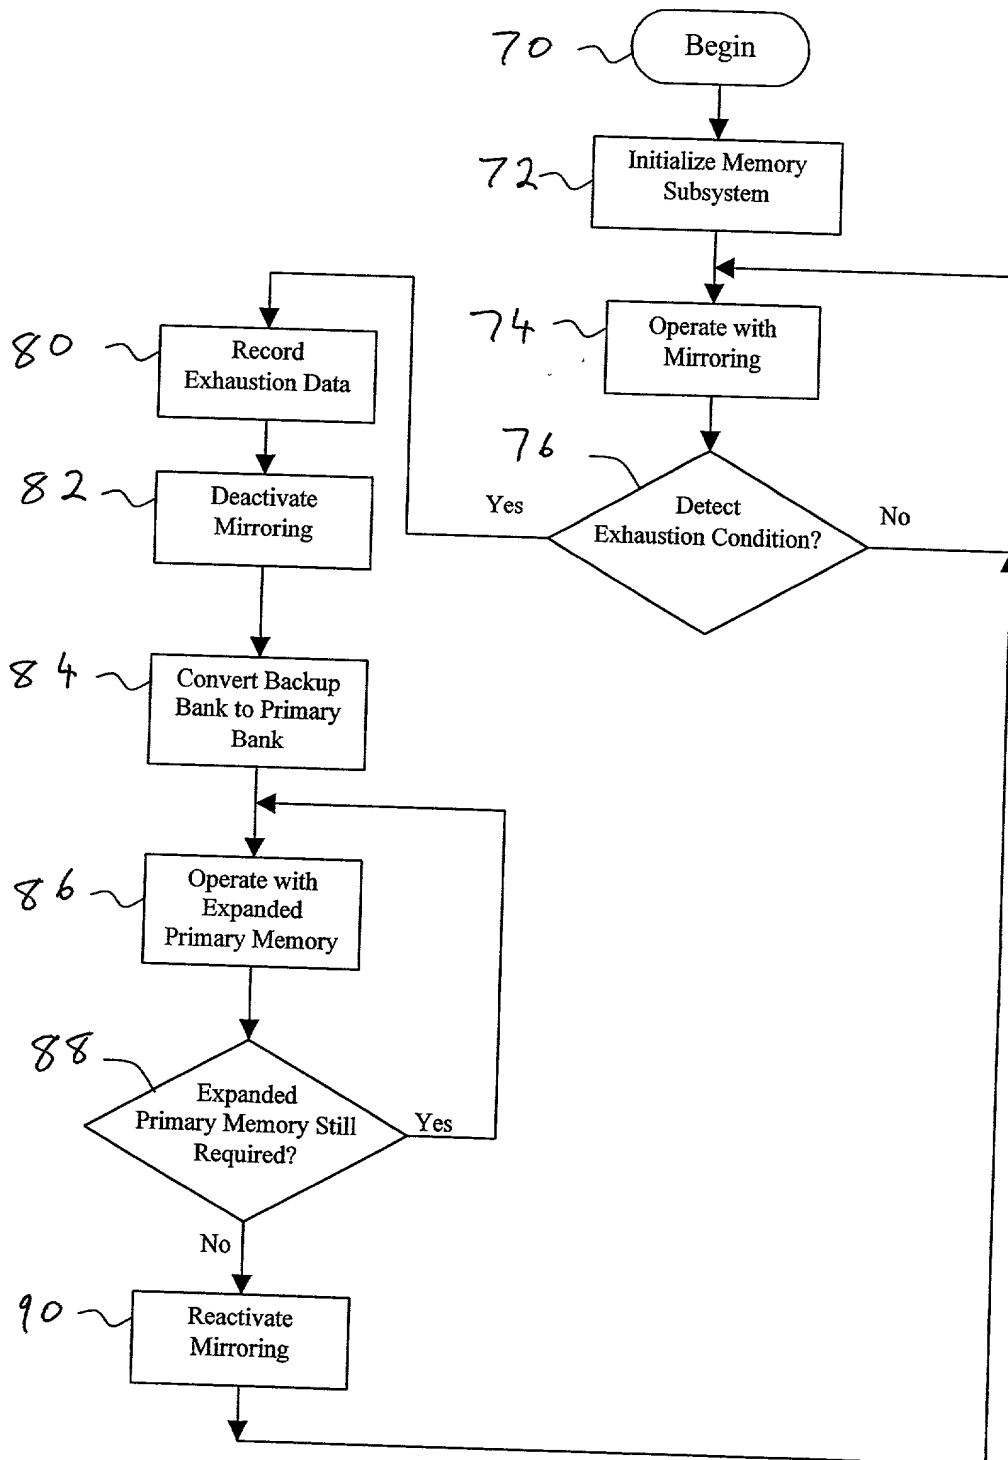 70
Begin
72
Initialize Memory
Subsystem
74
Operate with
Mirroring
76
Detect
Exhaustion Condition?
Yes
No
80
Record
Exhaustion Data
82
Deactivate
Mirroring
84
Convert Backup
Bank to Primary
Bank
86
Operate with
Expanded
Primary Memory
88
Expanded
Primary Memory Still
Required?
Yes
No
90
Reactivate
Mirroring